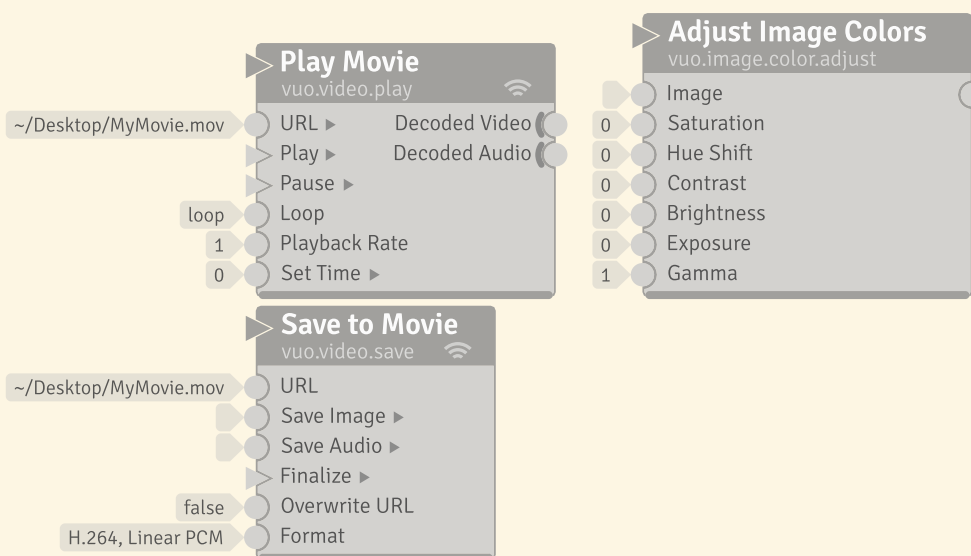 Play Movie
vuo.video.play
~/Desktop/MyMovie.mov URL Decoded Video
Play Decoded Audio
Pause
loop Loop
1 Playback Rate
0 Set Time
Adjust Image Colors
vuo.image.color.adjust
Image
0 Saturation
0 Hue Shift
0 Contrast
0 Brightness
0 Exposure
1 Gamma
Save to Movie
vuo.video.save
~/Desktop/MyMovie.mov URL
Save Image
Save Audio
Finalize
false Overwrite URL
H.264, Linear PCM Format